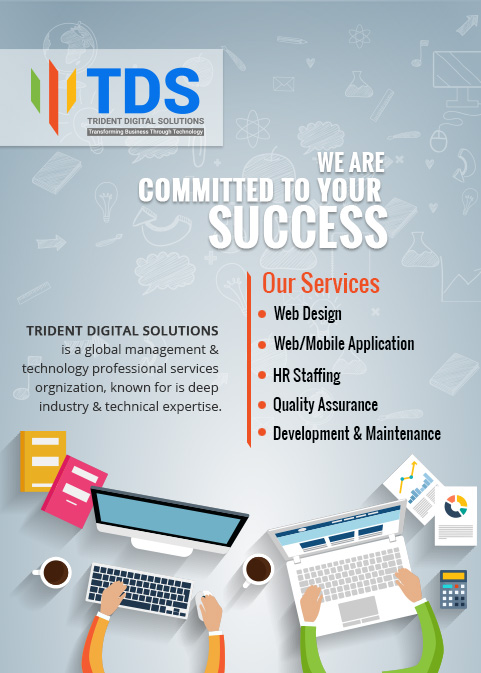 TDS
TRIDENT DIGITAL SOLUTIONS
Transforming Business Through Technology
WE ARE
COMMITTED TO YOUR
SUCCESS
TRIDENT DIGITAL SOLUTIONS
is a global management &
technology professional services
orgnization, known for is deep
industry & technical expertise.
Our Services
Web Design
Web/Mobile Application
HR Staffing
Quality Assurance
Development & Maintenance